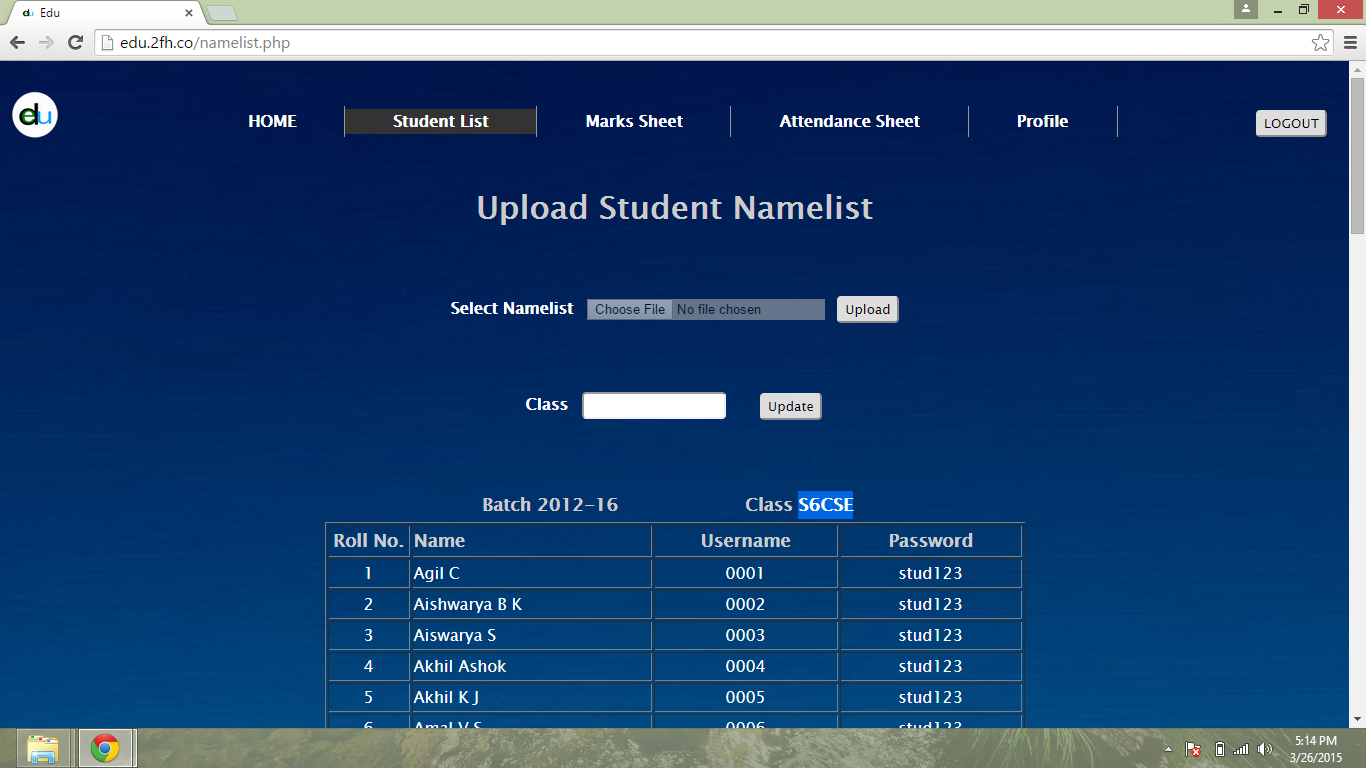 edu Edu
edu.2fh.co/namelist.php
edu
HOME Student List Marks Sheet Attendance Sheet Profile LOGOUT
Upload Student Namelist
Select Namelist Choose File No file chosen Upload
Class Update
Batch 2012-16 Class S6CSE
Roll No. Name Username Password
1 Agil C 0001 stud123
2 Aishwarya B K 0002 stud123
3 Aiswarya S 0003 stud123
4 Akhil Ashok 0004 stud123
5 Akhil K J 0005 stud123
6 Amal V S 0006 stud123
5:14 PM
3/26/2015